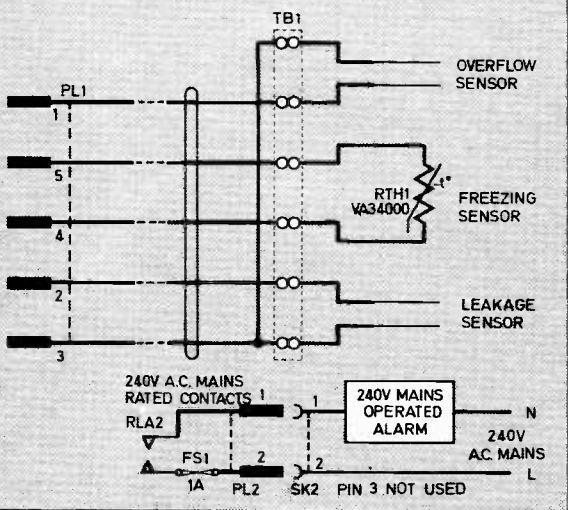 TB1
OVERFLOW
SENSOR
PL1
1
5
RTH1
VA34000
-t°
FREEZING
SENSOR
4
2
LEAKAGE
SENSOR
3
240V A.C. MAINS
RATED CONTACTS
1
1
240V MAINS
OPERATED
ALARM
N
RLA2
240V
A.C. MAINS
FS1
2
2
L
1A
PL2
SK2
PIN 3 NOT USED